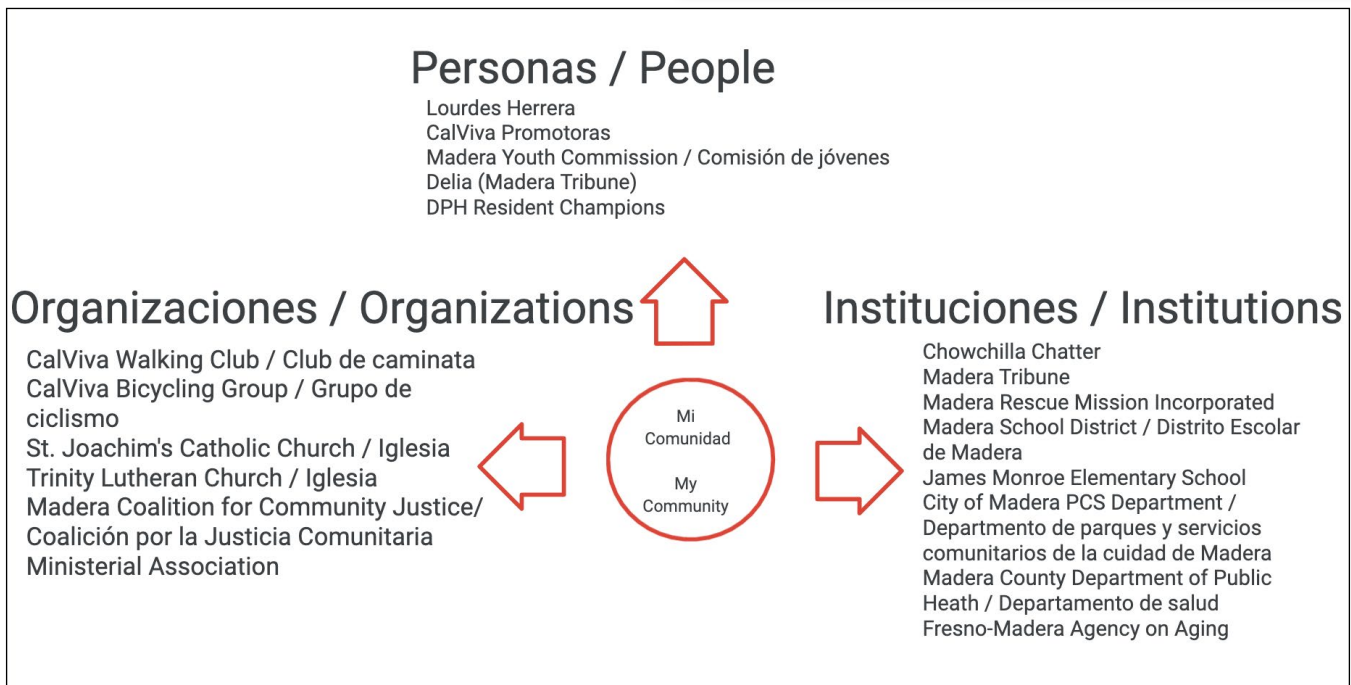 Personas / People
Lourdes Herrera
CalViva Promotoras
Madera Youth Commission / Comisión de jóvenes
Delia (Madera Tribune)
DPH Resident Champions
Organizaciones / Organizations
CalViva Walking Club / Club de caminata
CalViva Bicycling Group / Grupo de
ciclismo
St. Joachim's Catholic Church / Iglesia
Trinity Lutheran Church / Iglesia
Madera Coalition for Community Justice/
Coalición por la Justicia Comunitaria
Ministerial Association
Mi
Comunidad
My
Community
Instituciones / Institutions
Chowchilla Chatter
Madera Tribune
Madera Rescue Mission Incorporated
Madera School District / Distrito Escolar
de Madera
James Monroe Elementary School
City of Madera PCS Department /
Departmento de parques y servicios
comunitarios de la cuidad de Madera
Madera County Department of Public
Heath / Departamento de salud
Fresno-Madera Agency on Aging